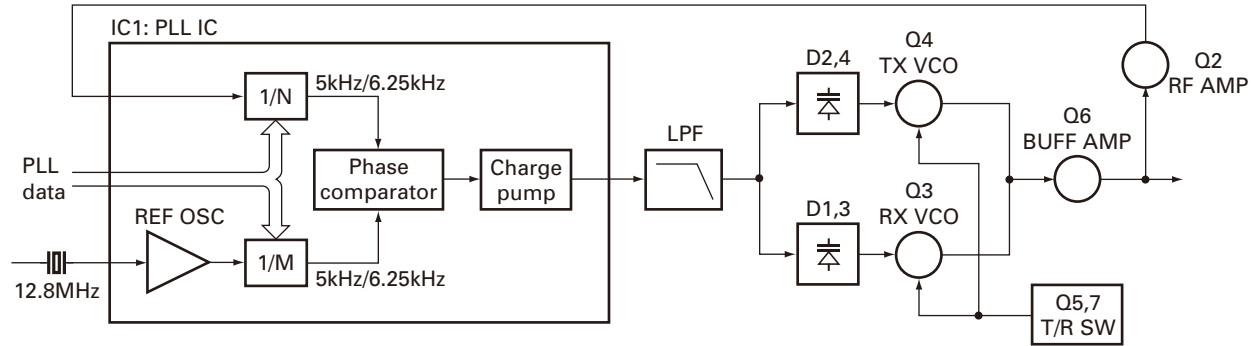 IC1: PLL IC
Q4
TX VCO
D2,4
Q2
RF AMP
5kHz/6.25kHz
1/N
Q6
BUFF AMP
LPF
PLL
data
Phase
comparator
Charge
pump
Q3
RX VCO
D1,3
REF OSC
1/M
5kHz/6.25kHz
12.8MHz
Q5,7
T/R SW